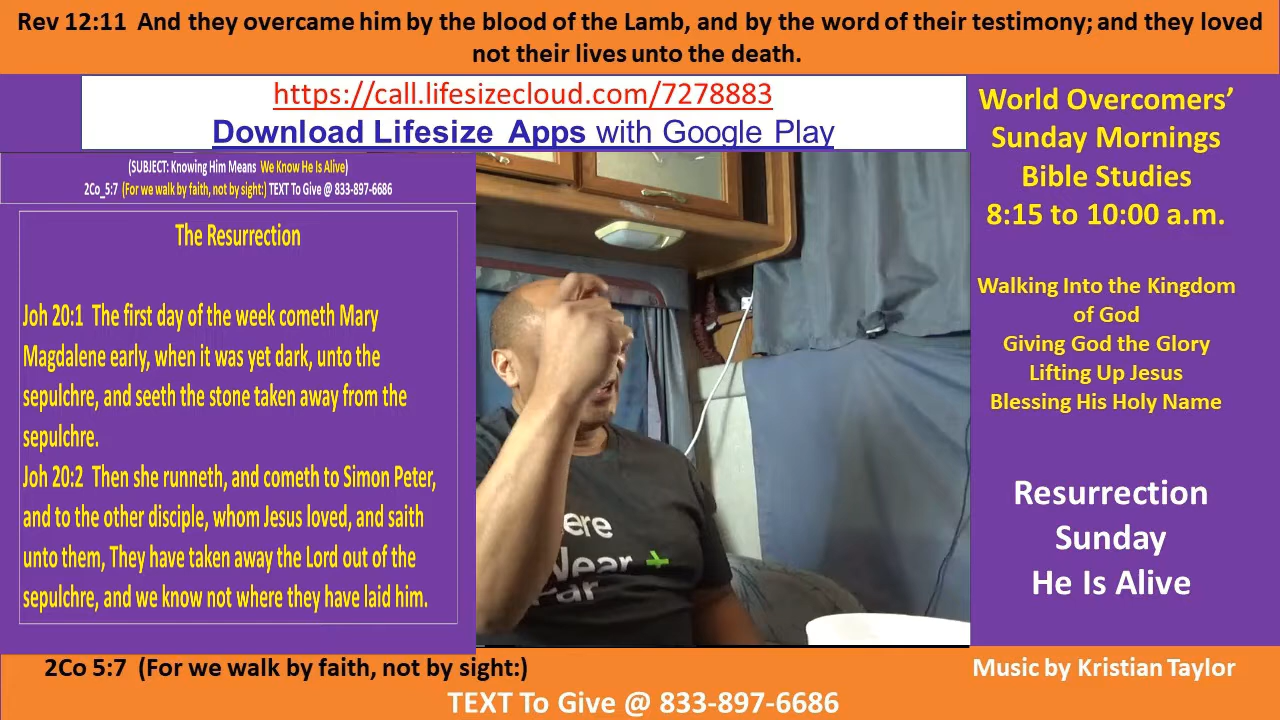 Rev 12:11  And they overcame him by the blood of the Lamb, and by the word of their testimony; and they loved
not their lives unto the death.
https://call.lifesizecloud.com/7278883
Download Lifesize Apps with Google Play
(SUBJECT: Knowing Him Means We Know He Is Alive)
2Co_5:7 (For we walk by faith, not by sight:) TEXT To Give @ 833-897-6686
The Resurrection
Joh 20:1 The first day of the week cometh Mary
Magdalene early, when it was yet dark, unto the
sepulchre, and seeth the stone taken away from the
sepulchre.
Joh 20:2 Then she runneth, and cometh to Simon Peter,
and to the other disciple, whom Jesus loved, and saith
unto them, They have taken away the Lord out of the
sepulchre, and we know not where they have laid him.
ere
Near +
Far
World Overcomers’
Sunday Mornings
Bible Studies
8:15 to 10:00 a.m.
Walking Into the Kingdom
of God
Giving God the Glory
Lifting Up Jesus
Blessing His Holy Name
Resurrection
Sunday
He Is Alive
2Co 5:7 (For we walk by faith, not by sight:)
Music by Kristian Taylor
TEXT To Give @ 833-897-6686